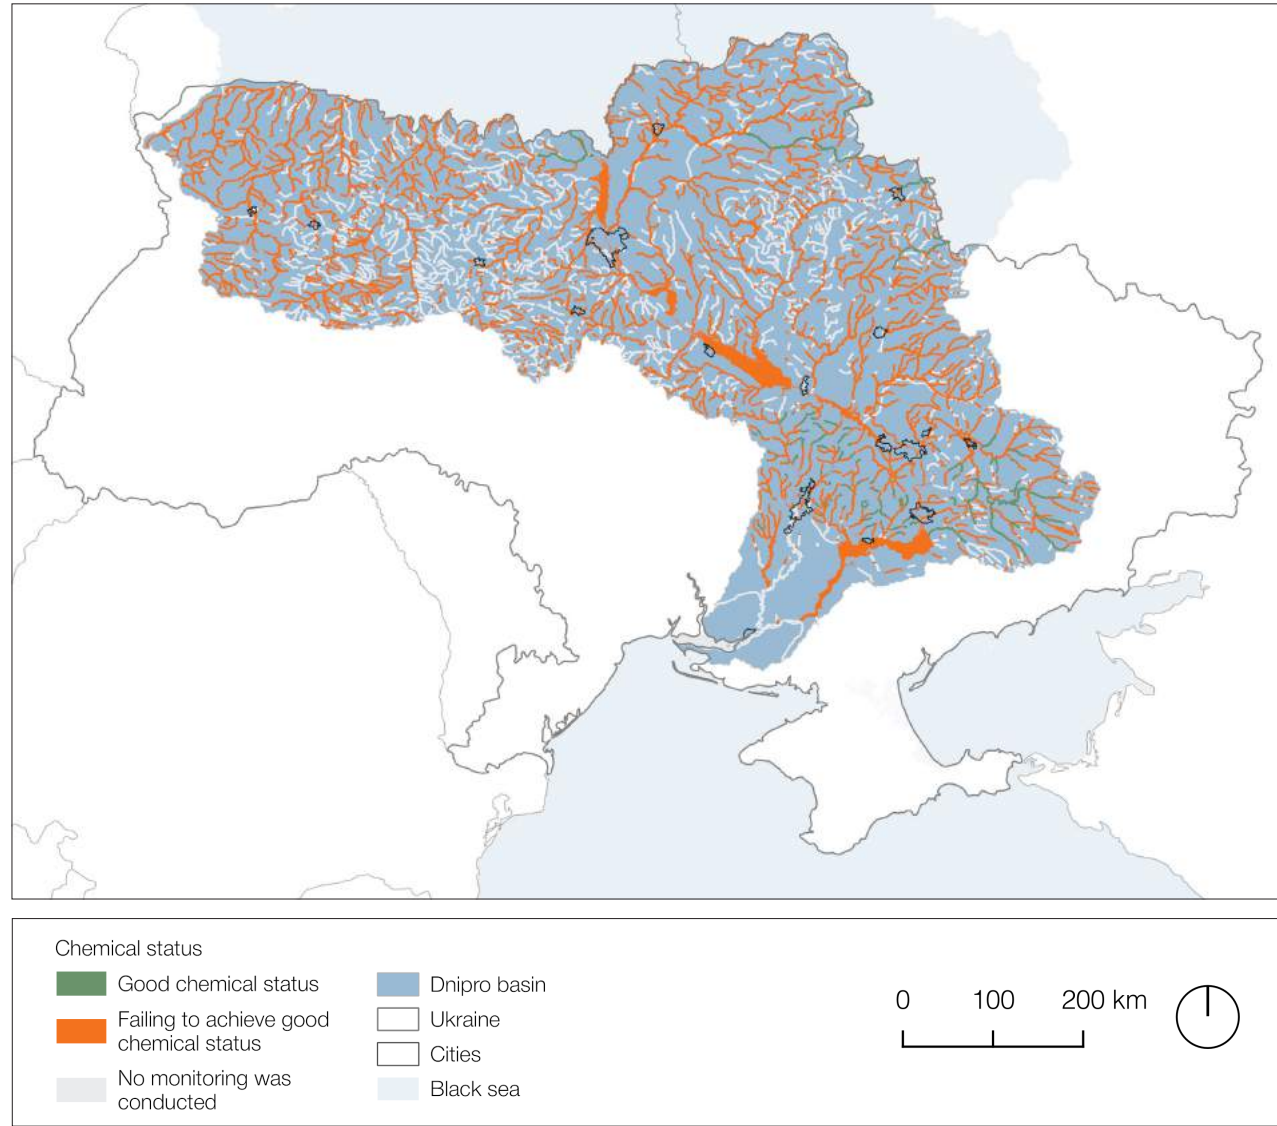 Chemical status
Good chemical status
Failing to achieve good
chemical status
No monitoring was
conducted
Dnipro basin
Ukraine
Cities
Black sea
0 100 200 km